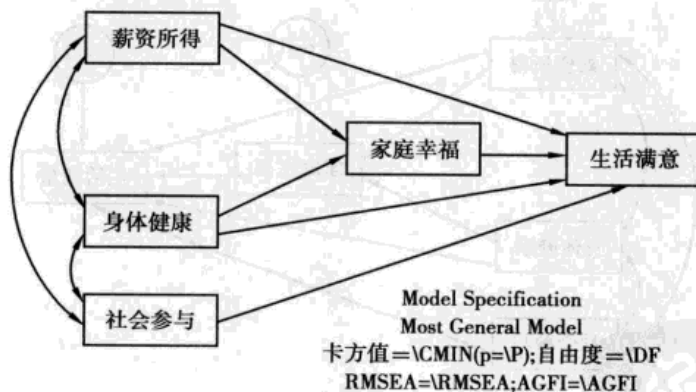 薪资所得
家庭幸福
生活满意
身体健康
社会参与
Model Specification
Most General Model
卡方值=\CMIN(p=\P);自由度=\DF
RMSEA=\RMSEA;AGFI=\AGFI